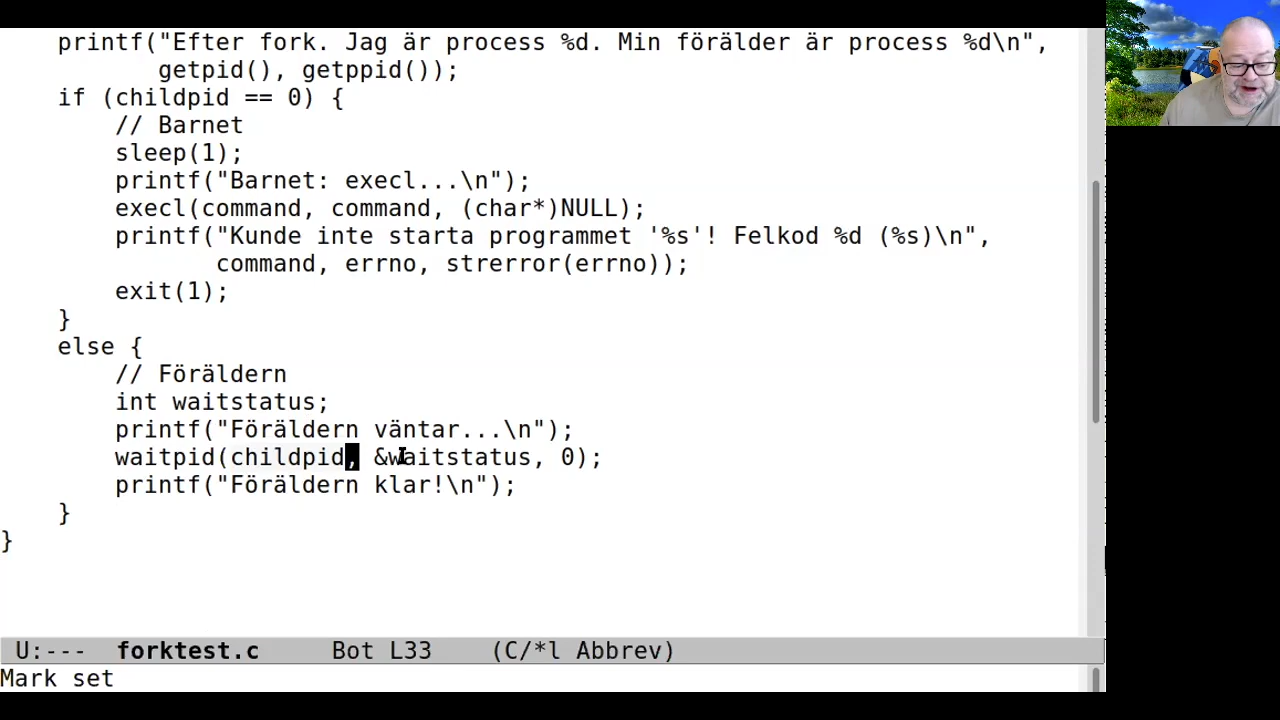 printf("Efter fork. Jag är process %d. Min förälder är process %d\n",
getpid(), getppid());
if (childpid == 0) {
// Barnet
sleep(1);
printf("Barnet: execl...\n");
execl(command, command, (char*)NULL);
printf("Kunde inte starta programmet '%s'! Felkod %d (%s)\n",
command, errno, strerror(errno));
exit(1);
}
else {
// Föräldern
int waitstatus;
printf("Föräldern väntar...\n");
waitpid(childpid, &waitstatus, 0);
printf("Föräldern klar!\n");
}
}
U:--- forktest.c Bot L33 (C/*l Abbrev)
Mark set